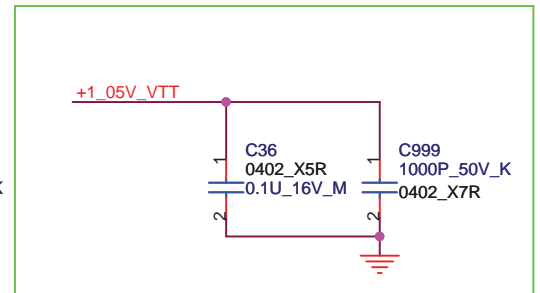 +1_05V_VTT
C36
0402_X5R
0.1U_16V_M
1
2
C999
1000P_50V_K
0402_X7R
1
2
K